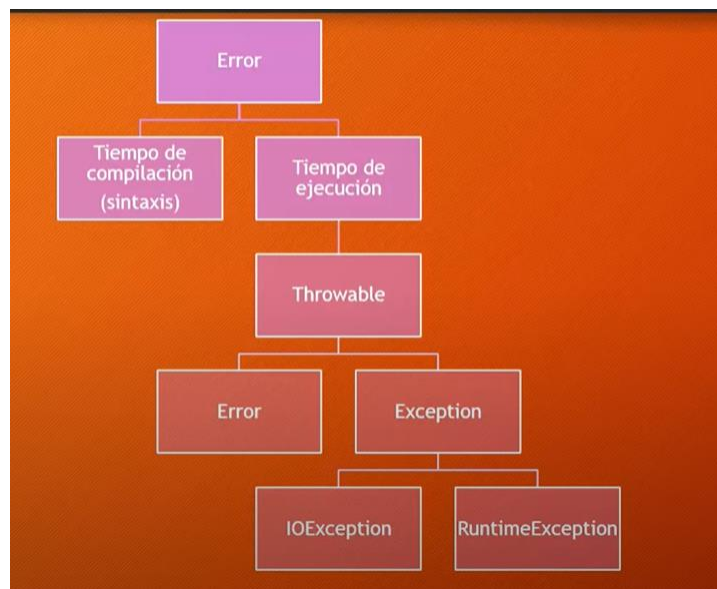 Error
Tiempo de
compilación
(sintaxis)
Tiempo de
ejecución
Throwable
Error
Exception
IOException
RuntimeException